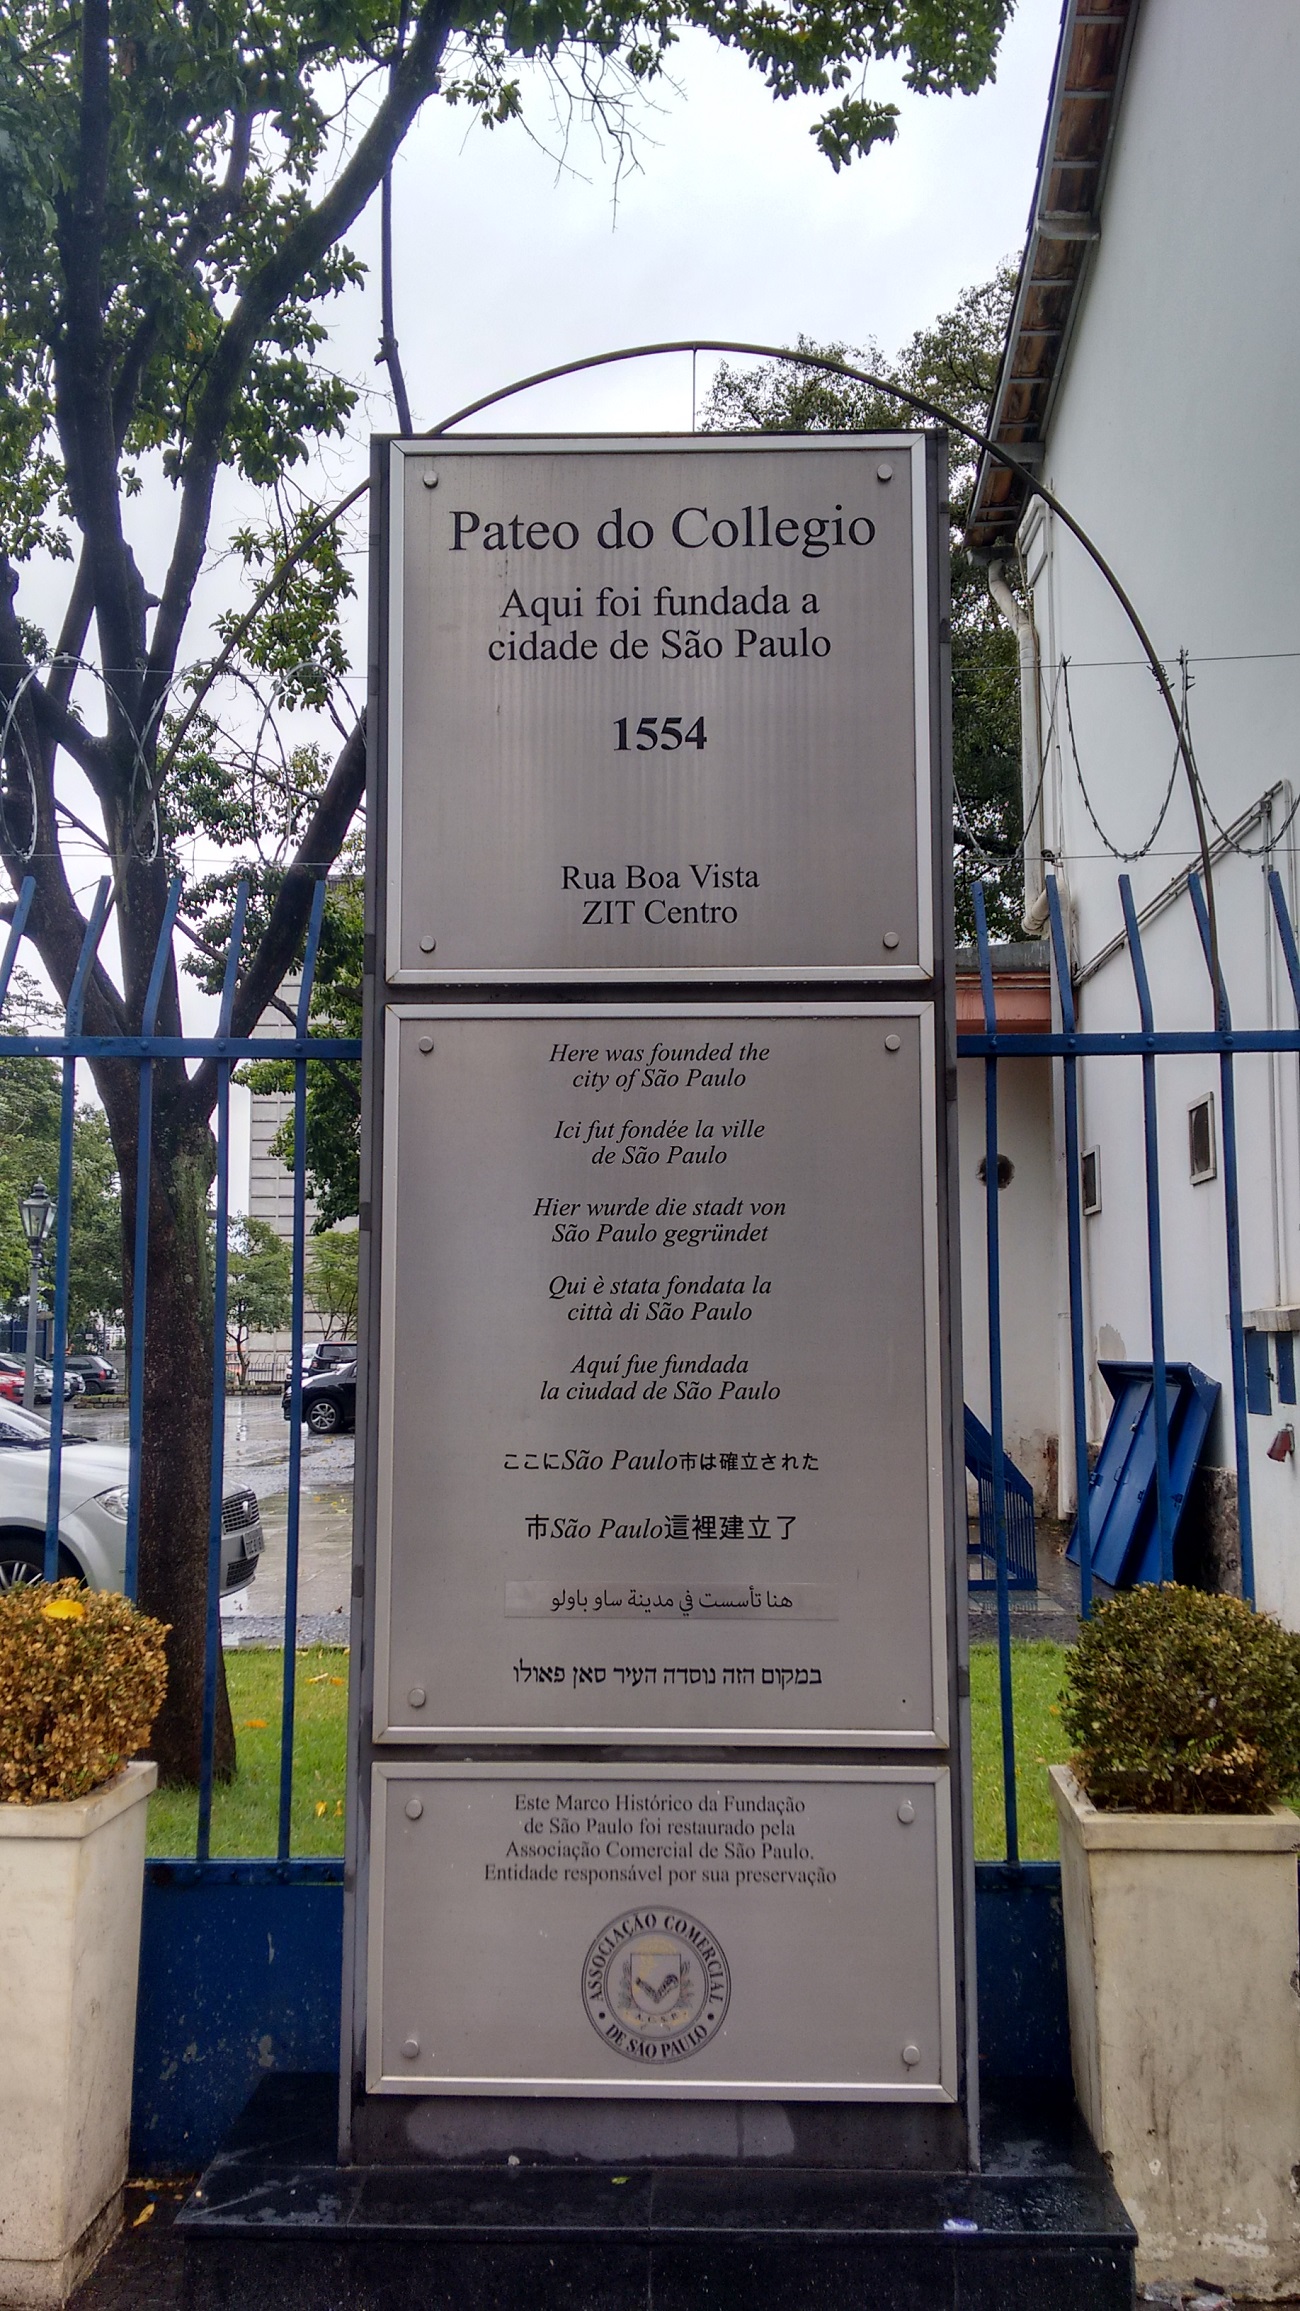 Pateo do Collegio
Aqui foi fundada a
cidade de São Paulo
1554
Rua Boa Vista
ZIT Centro
Here was founded the
city of São Paulo
Ici fut fondée la ville
de São Paulo
Hier wurde die stadt von
São Paulo gegründet
Qui è stata fondata la
città di São Paulo
Aquí fue fundada
la ciudad de São Paulo
ここにSão Paulo市は確立された
市São Paulo這裡建立了
هنا تأسست في مدينة ساو باولو
במקום הזה נוסדה העיר סאן פאולו
Este Marco Histórico da Fundação
de São Paulo foi restaurado pela
Associação Comercial de São Paulo.
Entidade responsável por sua preservação
ASSOCIAÇÃO COMERCIAL
A.C.S.P.
DE SÃO PAULO